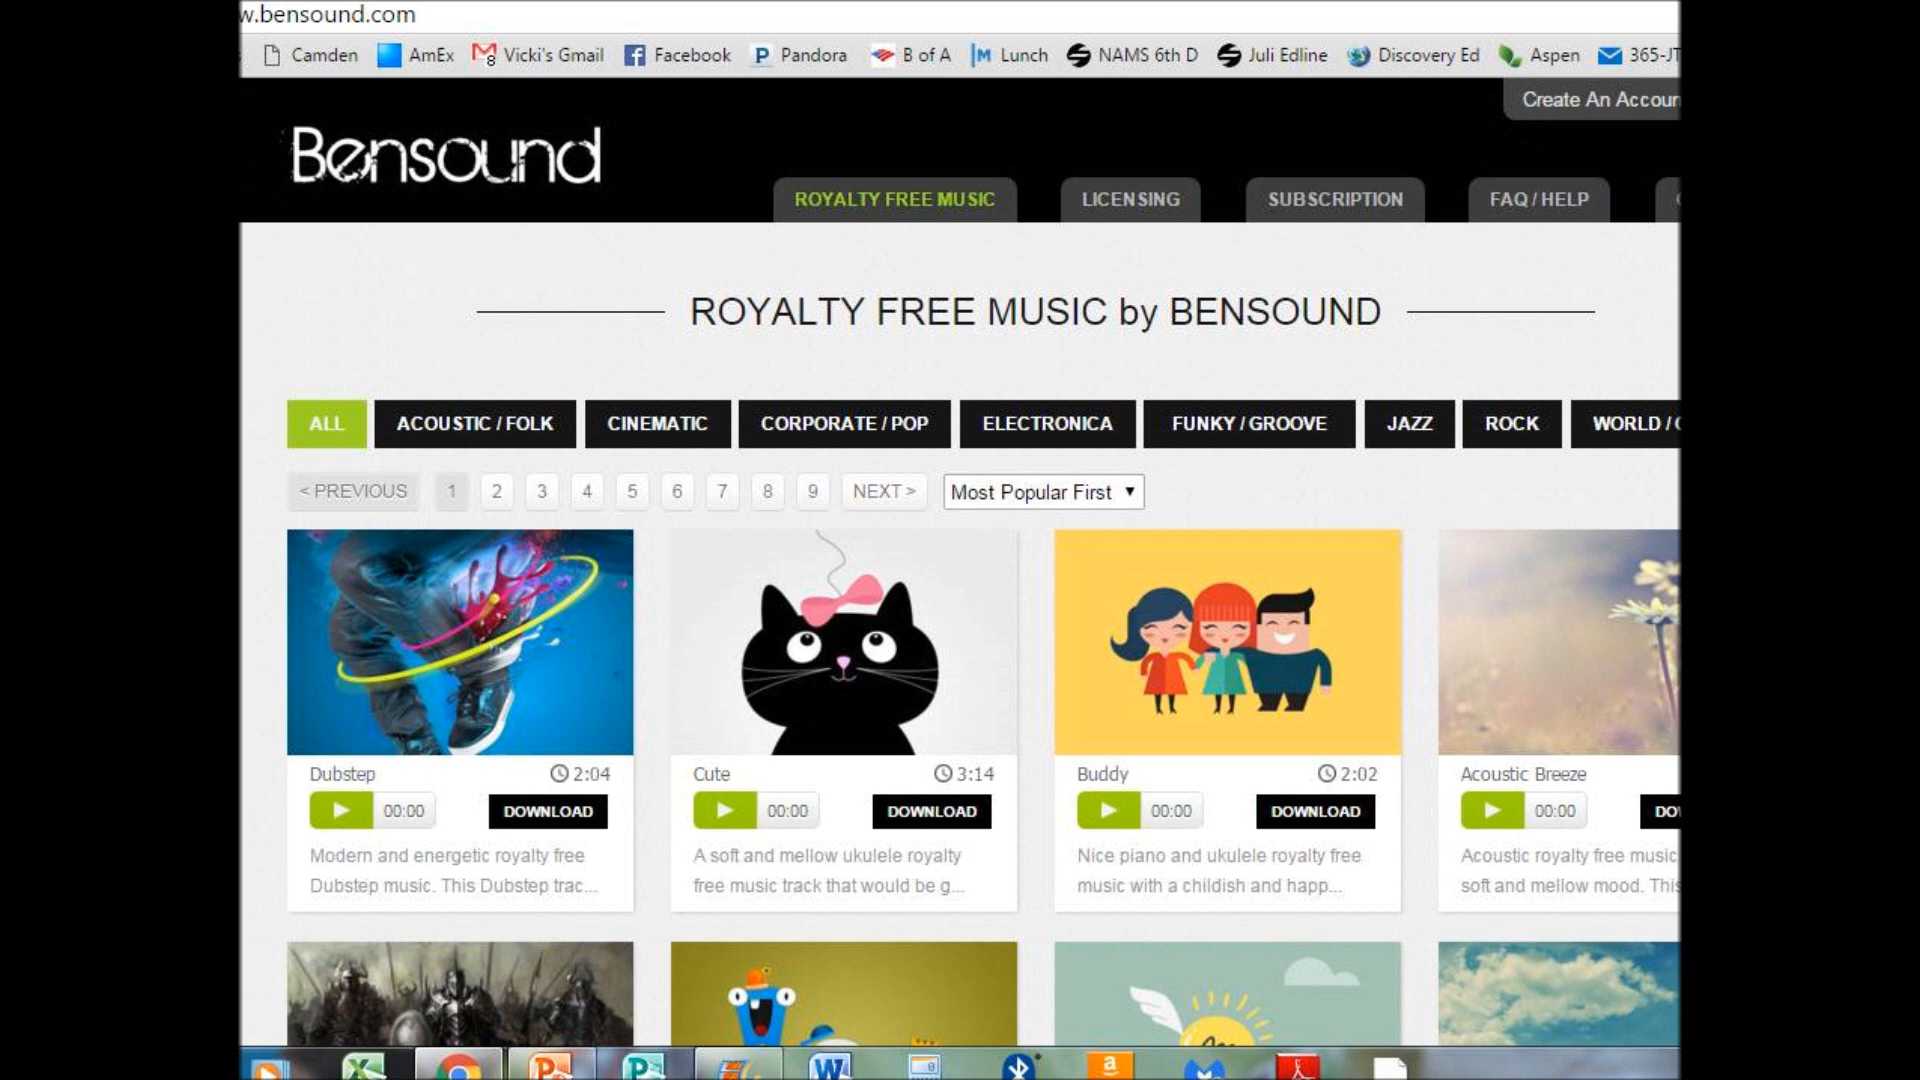 w.bensound.com
Camden AmEx Vicki's Gmail Facebook Pandora B of A Lunch NAMS 6th D Juli Edline Discovery Ed Aspen 365-JT
Create An Accoun
Bensound
ROYALTY FREE MUSIC LICENSING SUBSCRIPTION FAQ / HELP
ROYALTY FREE MUSIC by BENSOUND
ALL ACOUSTIC / FOLK CINEMATIC CORPORATE / POP ELECTRONICA FUNKY / GROOVE JAZZ ROCK WORLD /
< PREVIOUS 1 2 3 4 5 6 7 8 9 NEXT > Most Popular First
Dubstep 2:04 Cute 3:14 Buddy 2:02 Acoustic Breeze
00:00 DOWNLOAD 00:00 DOWNLOAD 00:00 DOWNLOAD 00:00
Modern and energetic royalty free
Dubstep music. This Dubstep trac...
A soft and mellow ukulele royalty
free music track that would be g...
Nice piano and ukulele royalty free
music with a childish and happ...
Acoustic royalty free music
soft and mellow mood. This